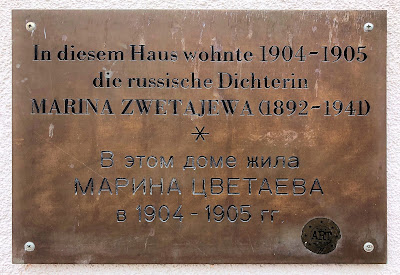 In diesem Haus wohnte 1904-1905
die russische Dichterin
MARINA ZWETAJEWA (1892-1941)
*
В этом доме жила
МАРИНА ЦВЕТАЕВА
в 1904-1905 гг.
ART